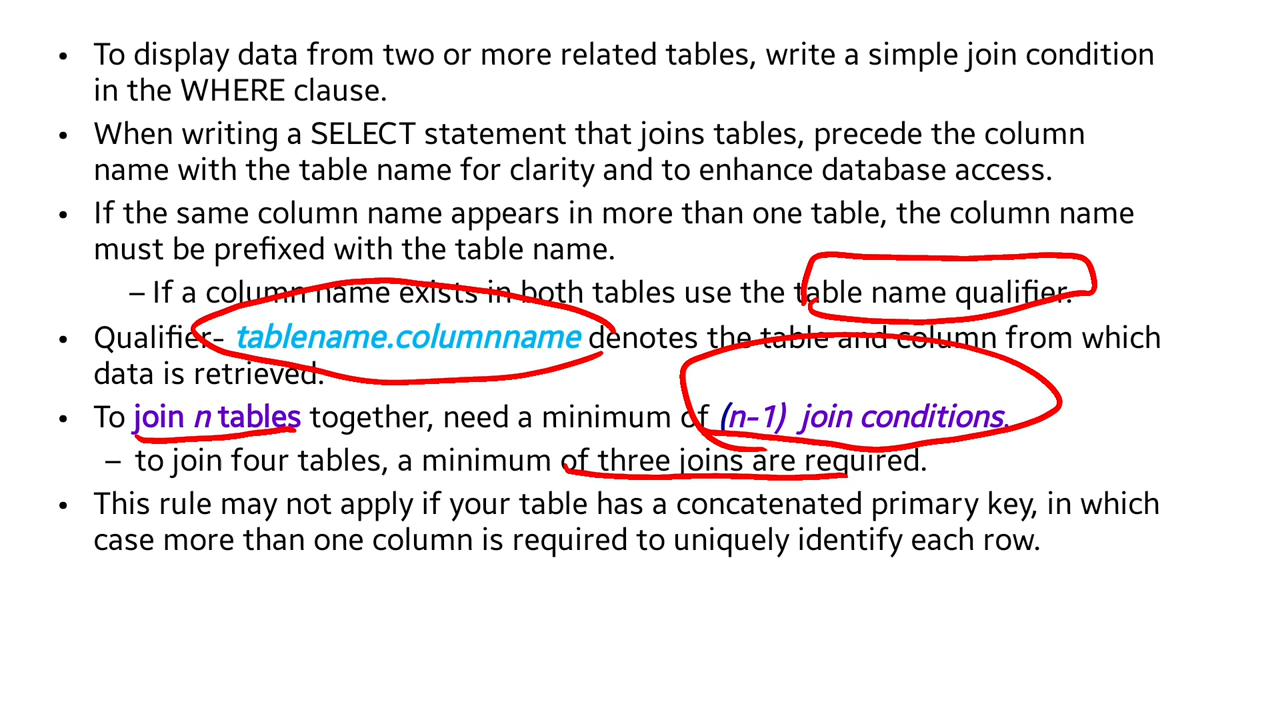 • To display data from two or more related tables, write a simple join condition
in the WHERE clause.
• When writing a SELECT statement that joins tables, precede the column
name with the table name for clarity and to enhance database access.
• If the same column name appears in more than one table, the column name
must be prefixed with the table name.
– If a column name exists in both tables use the table name qualifier.
• Qualifier- tablename.columnname denotes the table and column from which
data is retrieved.
• To join n tables together, need a minimum of (n-1) join conditions.
– to join four tables, a minimum of three joins are required.
• This rule may not apply if your table has a concatenated primary key, in which
case more than one column is required to uniquely identify each row.